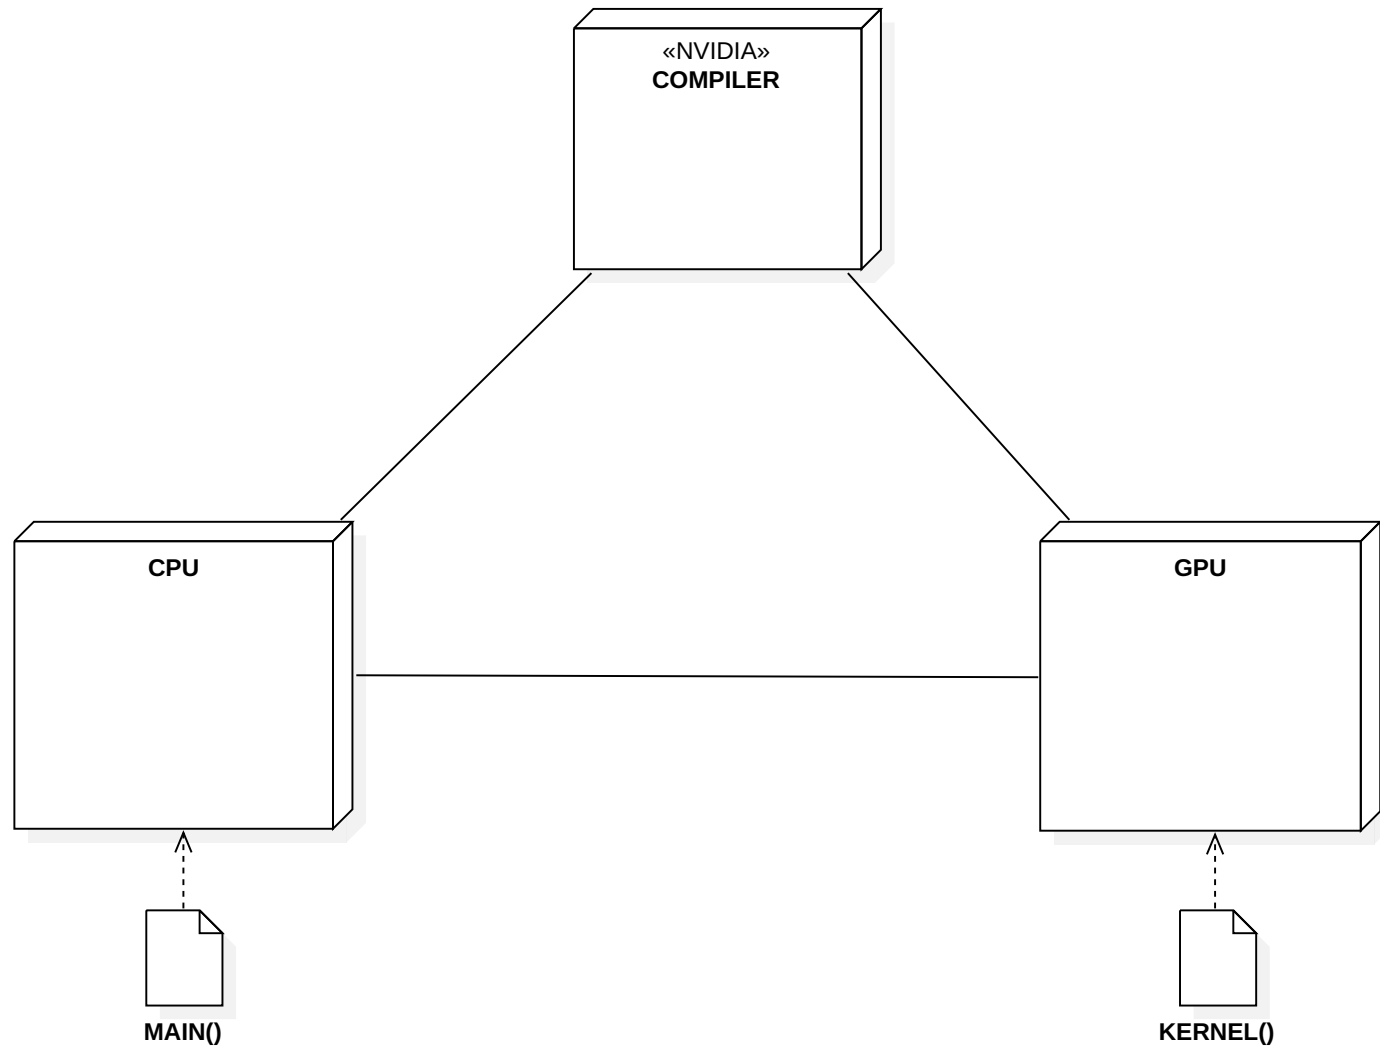 «NVIDIA»
COMPILER
CPU
GPU
MAIN()
KERNEL()